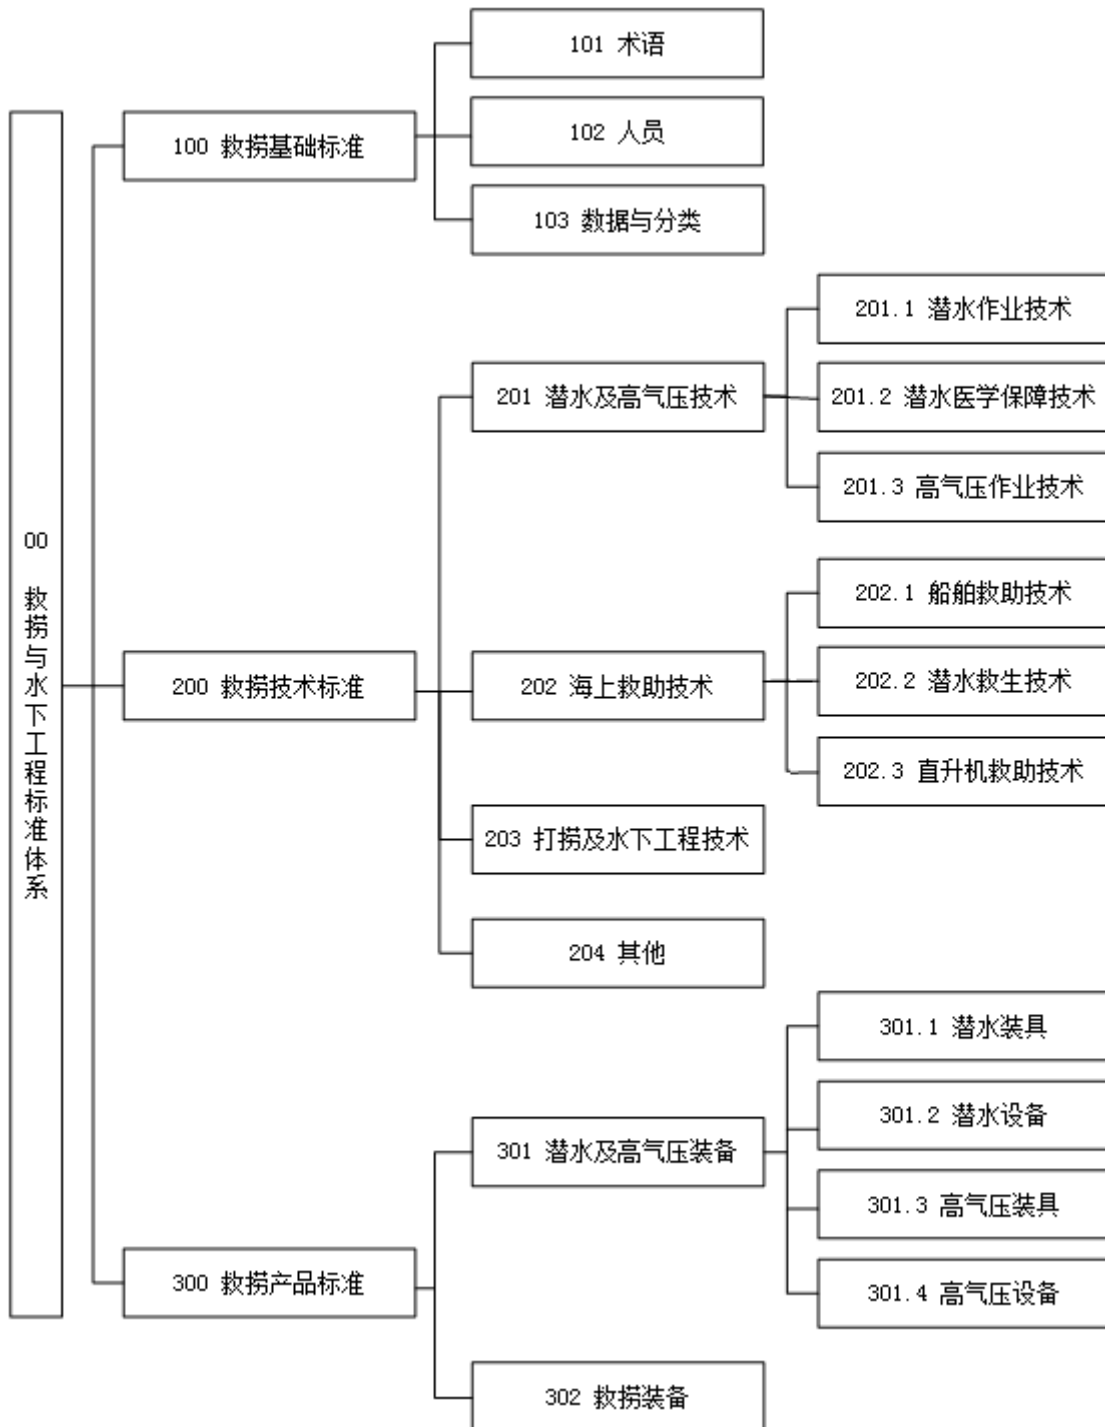 00 救捞与水下工程标准体系
100 救捞基础标准
101 术语
102 人员
103 数据与分类
200 救捞技术标准
201 潜水及高气压技术
201.1 潜水作业技术
201.2 潜水医学保障技术
201.3 高气压作业技术
202 海上救助技术
202.1 船舶救助技术
202.2 潜水救生技术
202.3 直升机救助技术
203 打捞及水下工程技术
204 其他
300 救捞产品标准
301 潜水及高气压装备
301.1 潜水装具
301.2 潜水设备
301.3 高气压装具
301.4 高气压设备
302 救捞装备